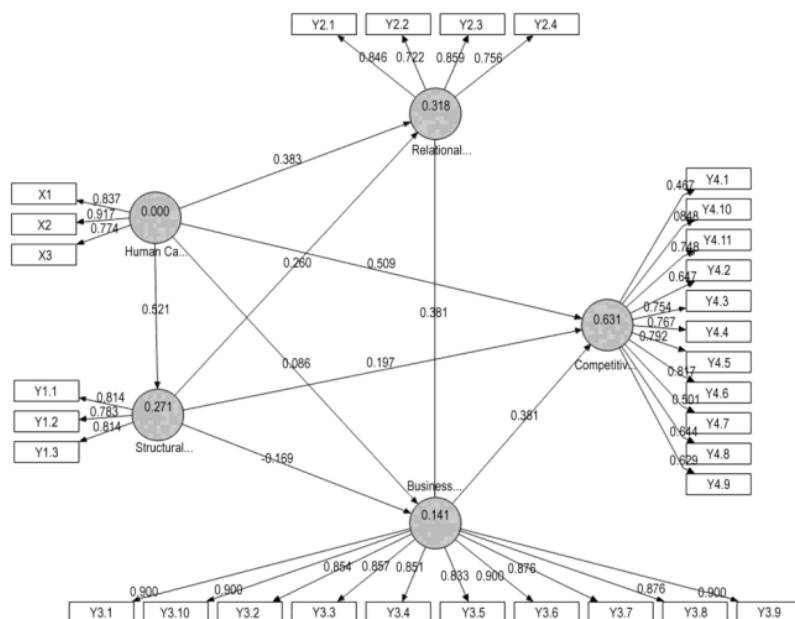 Y2.1 Y2.2 Y2.3 Y2.4
0.846 0.722 0.859 0.756
0.318
Relational...
0.383
X1 0.837
X2 0.917
X3 0.774
0.000
Human Ca...
0.260
0.509
0.521
0.381
0.086
0.197
Y4.1
Y4.10
Y4.11
Y4.2
Y4.3
Y4.4
Y4.5
Y4.6
Y4.7
Y4.8
Y4.9
0.467
0.848
0.748
0.647
0.754
0.767
0.792
0.817
0.501
0.644
0.629
0.631
Competitiv...
Y1.1 0.814
Y1.2 0.783
Y1.3 0.814
0.271
Structural...
-0.169
0.381
Business...
0.141
0.900 0.900 0.854 0.857 0.851 0.833 0.900 0.876 0.876 0.900
Y3.1 Y3.10 Y3.2 Y3.3 Y3.4 Y3.5 Y3.6 Y3.7 Y3.8 Y3.9